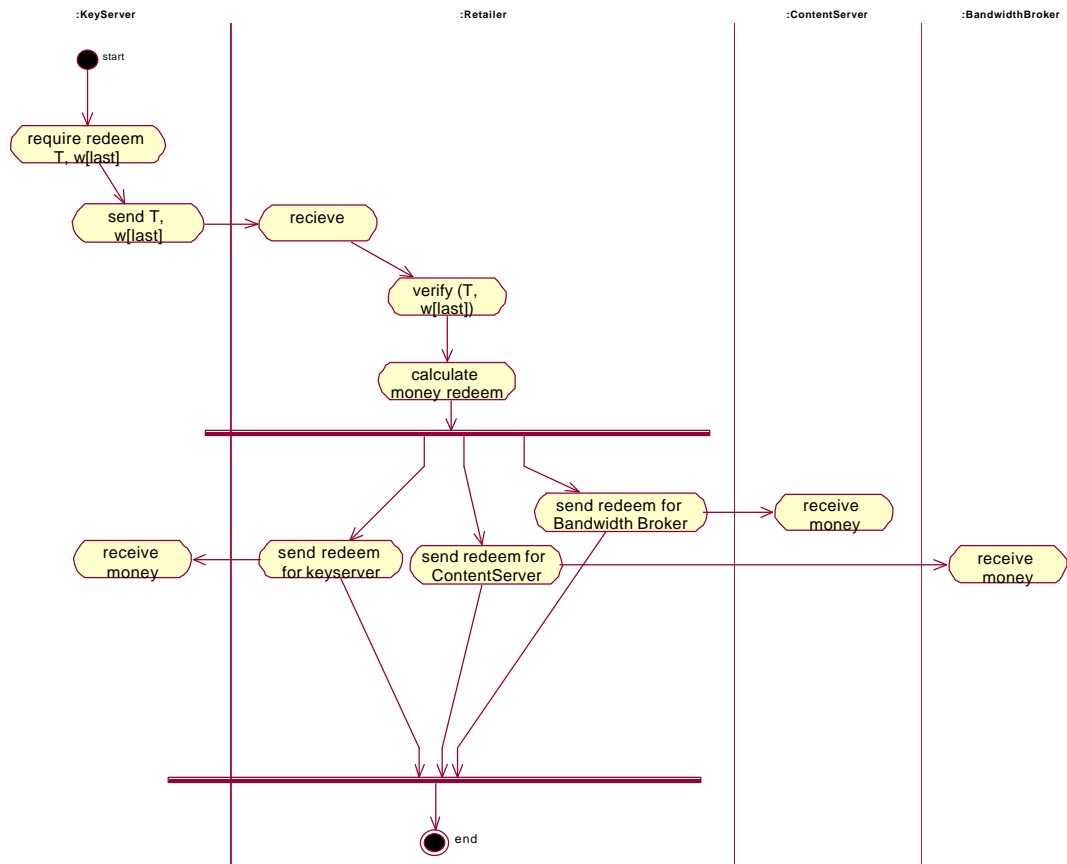 :KeyServer
:Retailer
:ContentServer
:BandwidthBroker
start
require redeem
T, w[last]
send T,
w[last]
recieve
verify (T,
w[last])
calculate
money redeem
send redeem for
Bandwidth Broker
receive
money
receive
money
send redeem
for keyserver
send redeem for
ContentServer
receive
money
end